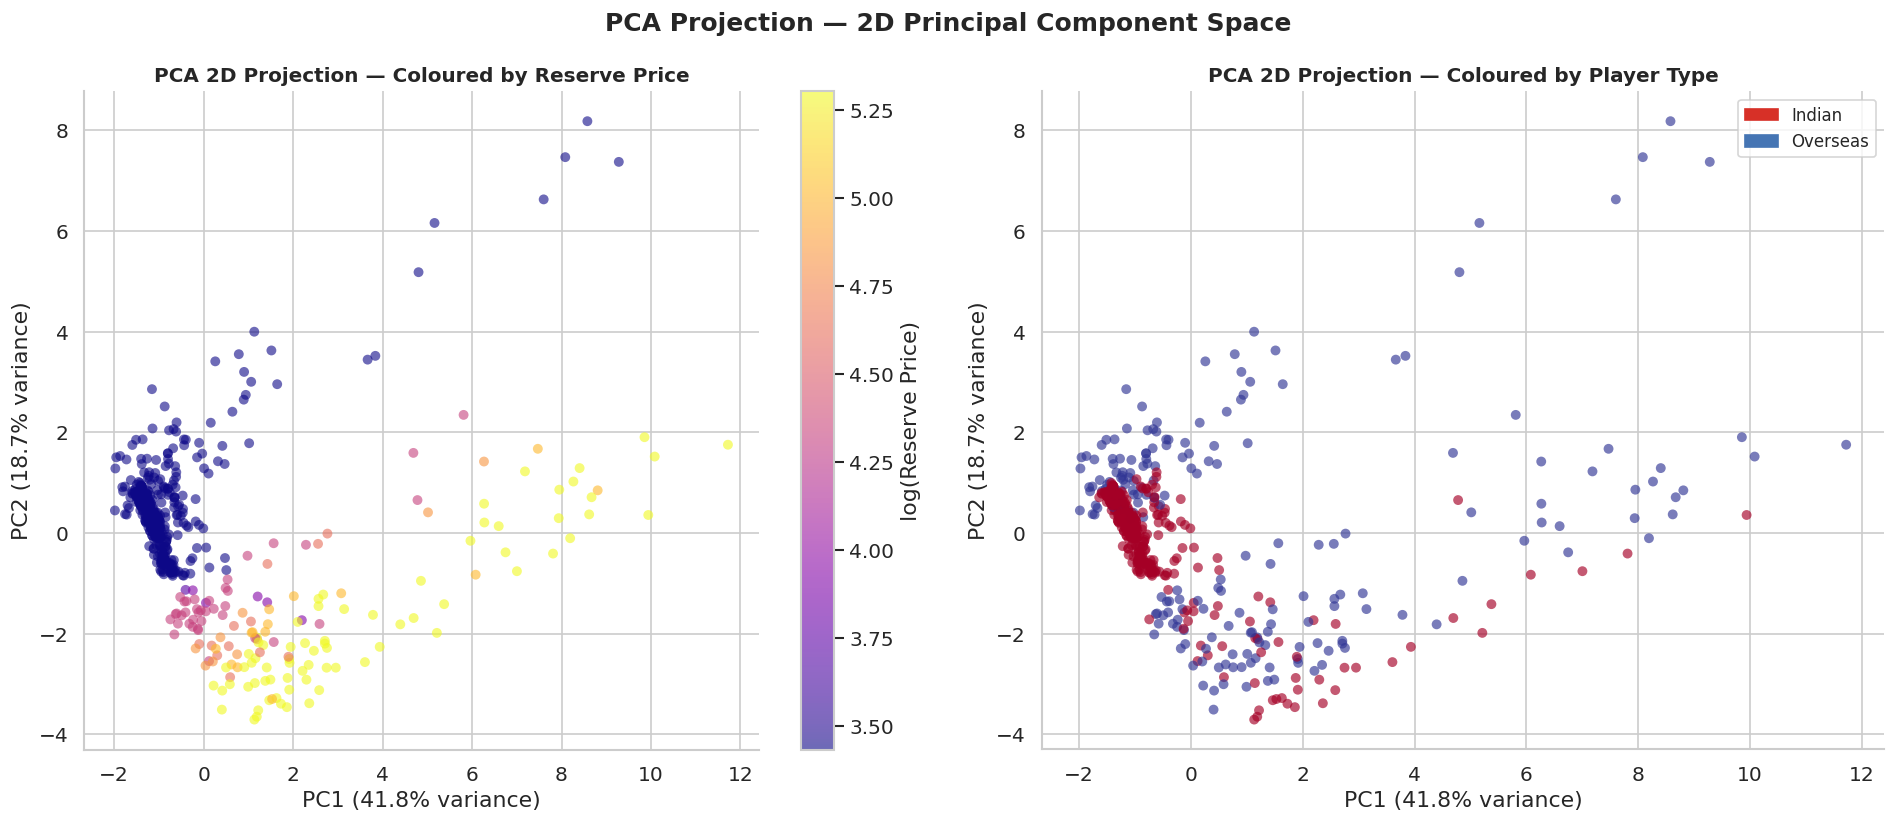 PCA Projection — 2D Principal Component Space
PCA 2D Projection — Coloured by Reserve Price
8
6
4
2
0
−2
−4
PC2 (18.7% variance)
−2 0 2 4 6 8 10 12
PC1 (41.8% variance)
5.25
5.00
4.75
4.50
4.25
4.00
3.75
3.50
log(Reserve Price)
PCA 2D Projection — Coloured by Player Type
Indian
Overseas
8
6
4
2
0
−2
−4
PC2 (18.7% variance)
−2 0 2 4 6 8 10 12
PC1 (41.8% variance)